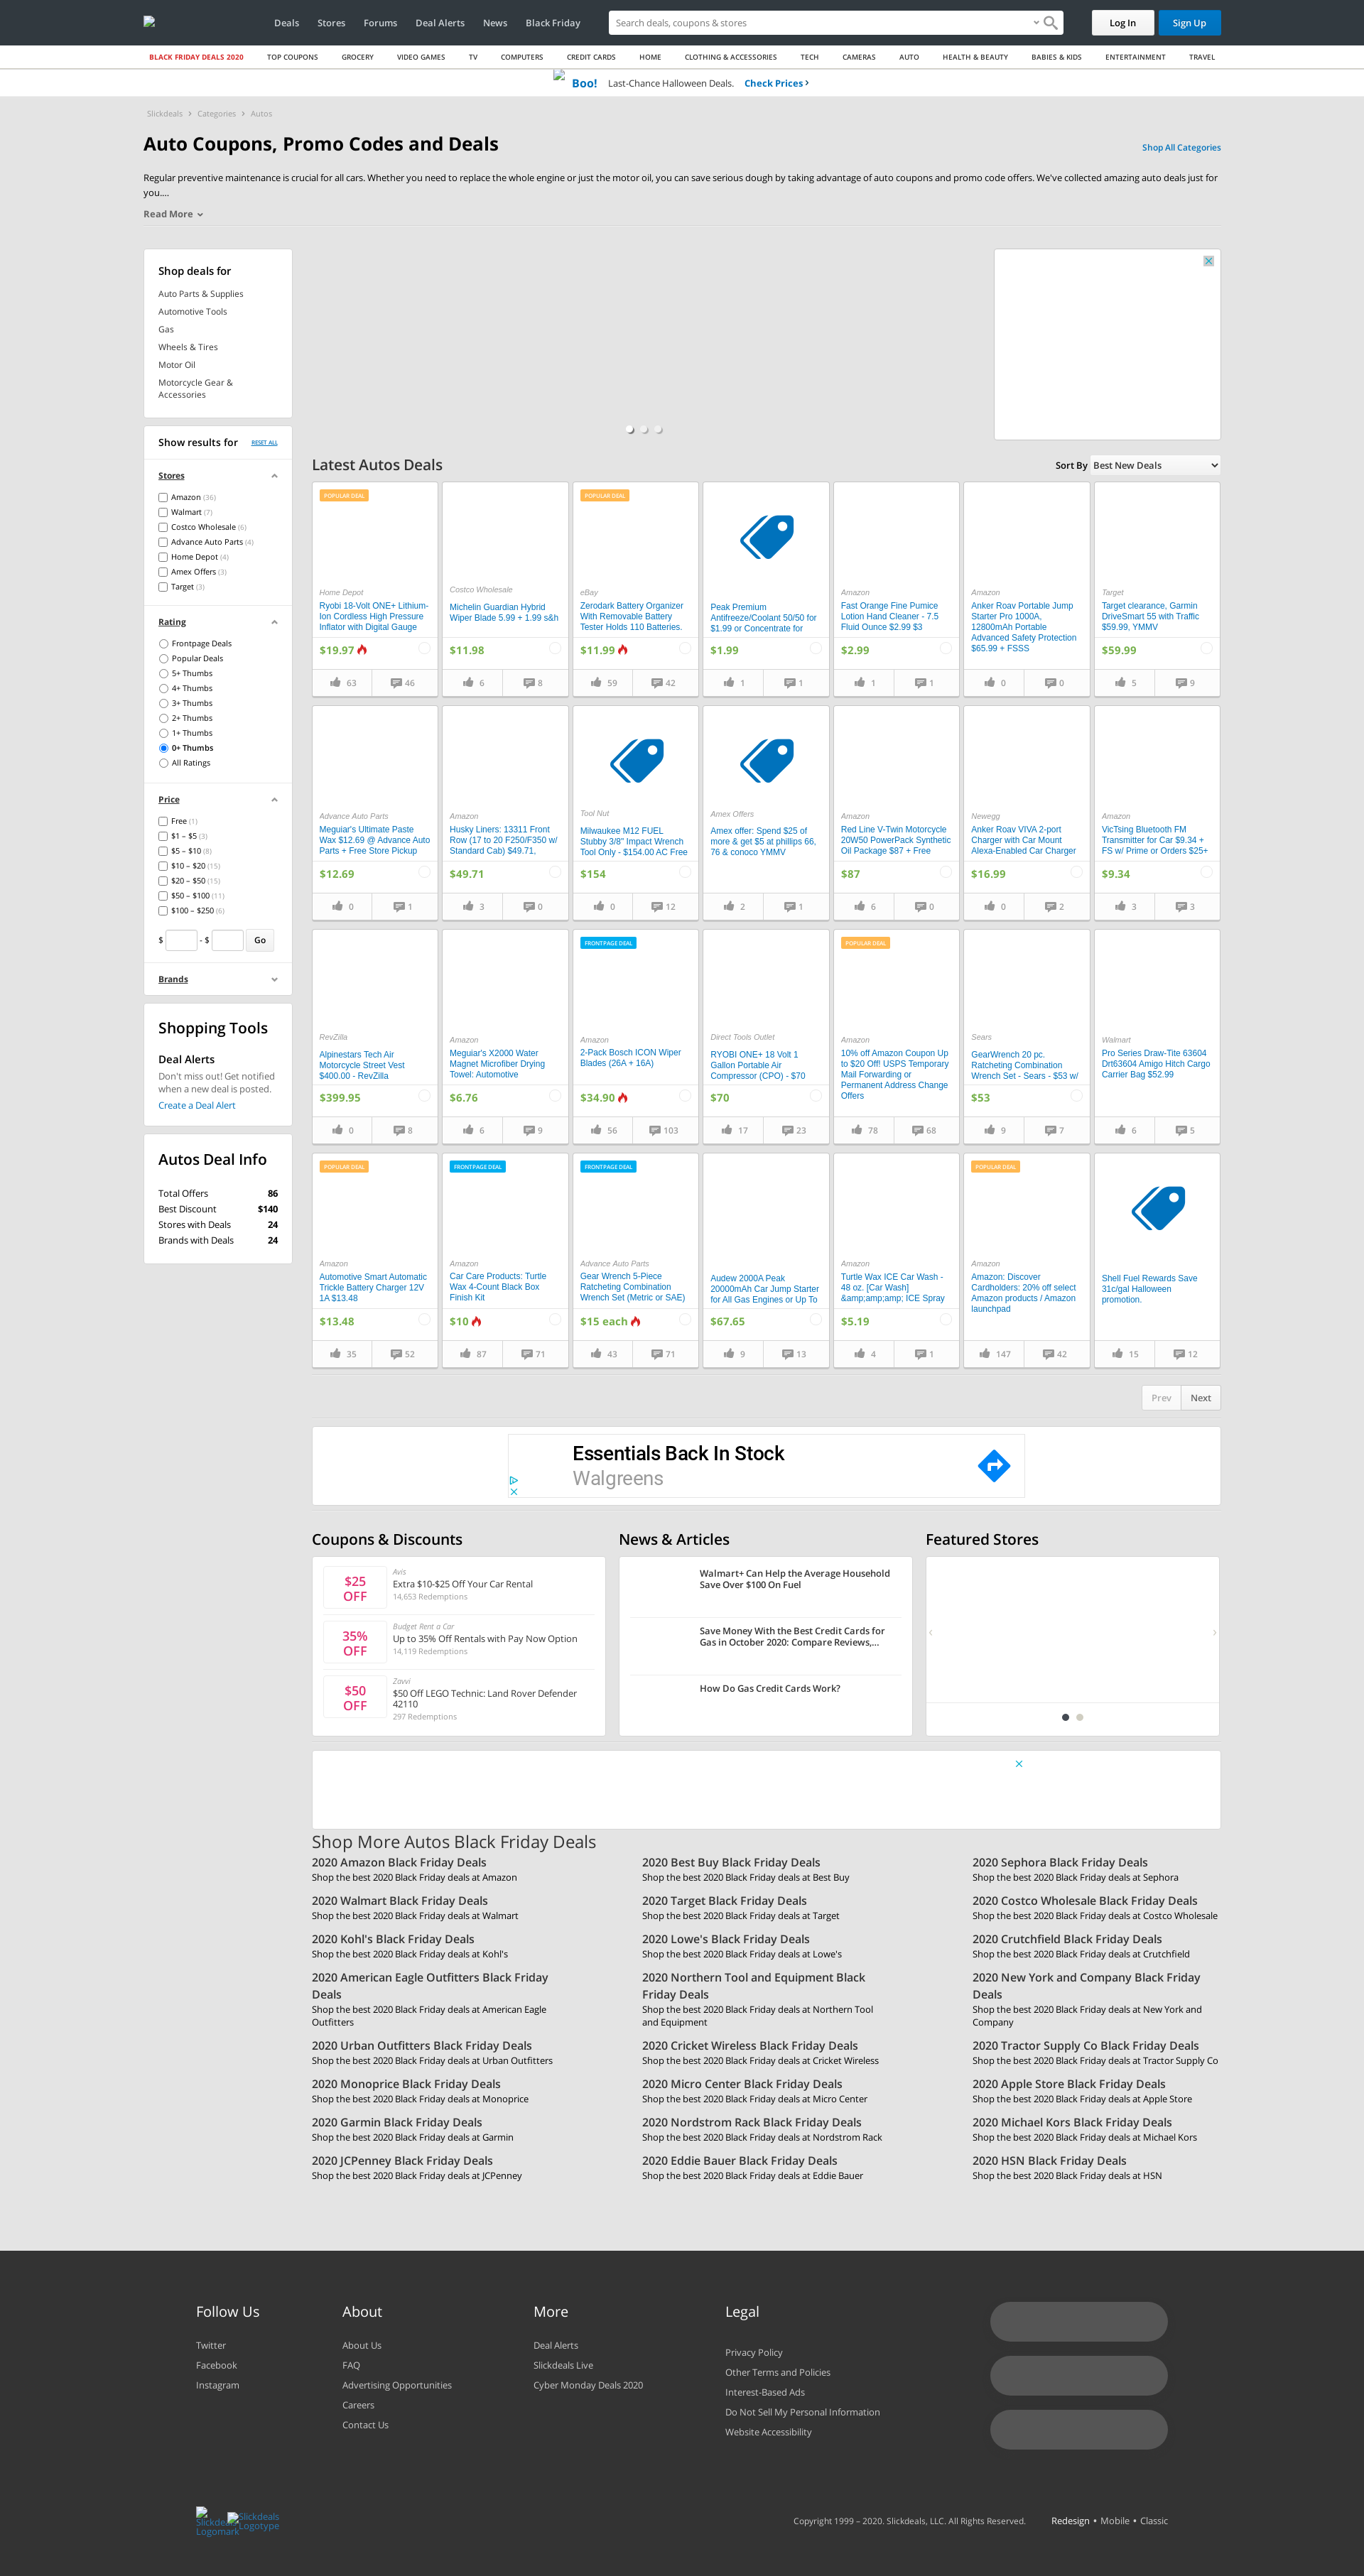 Deals Stores Forums Deal Alerts News Black Friday
Search deals, coupons & stores
Log In Sign Up
BLACK FRIDAY DEALS 2020 TOP COUPONS GROCERY VIDEO GAMES TV COMPUTERS CREDIT CARDS HOME CLOTHING & ACCESSORIES TECH CAMERAS AUTO HEALTH & BEAUTY BABIES & KIDS ENTERTAINMENT TRAVEL
Boo! Last-Chance Halloween Deals. Check Prices ›
Slickdeals › Categories › Autos
Auto Coupons, Promo Codes and Deals
Shop All Categories
Regular preventive maintenance is crucial for all cars. Whether you need to replace the whole engine or just the motor oil, you can save serious dough by taking advantage of auto coupons and promo code offers. We've collected amazing auto deals just for
you....
Read More
Shop deals for
Auto Parts & Supplies
Automotive Tools
Gas
Wheels & Tires
Motor Oil
Motorcycle Gear &
Accessories
Show results for RESET ALL
Stores
Amazon (36)
Walmart (7)
Costco Wholesale (6)
Advance Auto Parts (4)
Home Depot (4)
Amex Offers (3)
Target (3)
Rating
Frontpage Deals
Popular Deals
5+ Thumbs
4+ Thumbs
3+ Thumbs
2+ Thumbs
1+ Thumbs
0+ Thumbs
All Ratings
Price
Free (1)
$1 – $5 (3)
$5 – $10 (8)
$10 – $20 (15)
$20 – $50 (15)
$50 – $100 (11)
$100 – $250 (6)
$ - $ Go
Brands
Shopping Tools
Deal Alerts
Don't miss out! Get notified
when a new deal is posted.
Create a Deal Alert
Autos Deal Info
Total Offers 86
Best Discount $140
Stores with Deals 24
Brands with Deals 24
Latest Autos Deals
Sort By Best New Deals
POPULAR DEAL
Home Depot
Ryobi 18-Volt ONE+ Lithium-
Ion Cordless High Pressure
Inflator with Digital Gauge
$19.97
63 46
Costco Wholesale
Michelin Guardian Hybrid
Wiper Blade 5.99 + 1.99 s&h
$11.98
6 8
POPULAR DEAL
eBay
Zerodark Battery Organizer
With Removable Battery
Tester Holds 110 Batteries.
$11.99
59 42
Peak Premium
Antifreeze/Coolant 50/50 for
$1.99 or Concentrate for
$1.99
1 1
Amazon
Fast Orange Fine Pumice
Lotion Hand Cleaner - 7.5
Fluid Ounce $2.99 $3
$2.99
1 1
Amazon
Anker Roav Portable Jump
Starter Pro 1000A,
12800mAh Portable
Advanced Safety Protection
$65.99 + FSSS
0 0
Target
Target clearance, Garmin
DriveSmart 55 with Traffic
$59.99, YMMV
$59.99
5 9
Advance Auto Parts
Meguiar's Ultimate Paste
Wax $12.69 @ Advance Auto
Parts + Free Store Pickup
$12.69
0 1
Amazon
Husky Liners: 13311 Front
Row (17 to 20 F250/F350 w/
Standard Cab) $49.71,
$49.71
3 0
Tool Nut
Milwaukee M12 FUEL
Stubby 3/8" Impact Wrench
Tool Only - $154.00 AC Free
$154
0 12
Amex Offers
Amex offer: Spend $25 of
more & get $5 at phillips 66,
76 & conoco YMMV
2 1
Amazon
Red Line V-Twin Motorcycle
20W50 PowerPack Synthetic
Oil Package $87 + Free
$87
6 0
Newegg
Anker Roav VIVA 2-port
Charger with Car Mount
Alexa-Enabled Car Charger
$16.99
0 2
Amazon
VicTsing Bluetooth FM
Transmitter for Car $9.34 +
FS w/ Prime or Orders $25+
$9.34
3 3
RevZilla
Alpinestars Tech Air
Motorcycle Street Vest
$400.00 - RevZilla
$399.95
0 8
Amazon
Meguiar's X2000 Water
Magnet Microfiber Drying
Towel: Automotive
$6.76
6 9
FRONTPAGE DEAL
Amazon
2-Pack Bosch ICON Wiper
Blades (26A + 16A)
$34.90
56 103
Direct Tools Outlet
RYOBI ONE+ 18 Volt 1
Gallon Portable Air
Compressor (CPO) - $70
$70
17 23
POPULAR DEAL
Amazon
10% off Amazon Coupon Up
to $20 Off! USPS Temporary
Mail Forwarding or
Permanent Address Change
Offers
78 68
Sears
GearWrench 20 pc.
Ratcheting Combination
Wrench Set - Sears - $53 w/
$53
9 7
Walmart
Pro Series Draw-Tite 63604
Drt63604 Amigo Hitch Cargo
Carrier Bag $52.99
6 5
POPULAR DEAL
Amazon
Automotive Smart Automatic
Trickle Battery Charger 12V
1A $13.48
$13.48
35 52
FRONTPAGE DEAL
Amazon
Car Care Products: Turtle
Wax 4-Count Black Box
Finish Kit
$10
87 71
FRONTPAGE DEAL
Advance Auto Parts
Gear Wrench 5-Piece
Ratcheting Combination
Wrench Set (Metric or SAE)
$15 each
43 71
Audew 2000A Peak
20000mAh Car Jump Starter
for All Gas Engines or Up To
$67.65
9 13
Amazon
Turtle Wax ICE Car Wash -
48 oz. [Car Wash]
&amp;amp;amp; ICE Spray
$5.19
4 1
POPULAR DEAL
Amazon
Amazon: Discover
Cardholders: 20% off select
Amazon products / Amazon
launchpad
147 42
Shell Fuel Rewards Save
31c/gal Halloween
promotion.
15 12
Prev Next
Essentials Back In Stock
Walgreens
Coupons & Discounts
$25
OFF
Avis
Extra $10-$25 Off Your Car Rental
14,653 Redemptions
35%
OFF
Budget Rent a Car
Up to 35% Off Rentals with Pay Now Option
14,119 Redemptions
$50
OFF
Zavvi
$50 Off LEGO Technic: Land Rover Defender
42110
297 Redemptions
News & Articles
Walmart+ Can Help the Average Household
Save Over $100 On Fuel
Save Money With the Best Credit Cards for
Gas in October 2020: Compare Reviews,...
How Do Gas Credit Cards Work?
Featured Stores
Shop More Autos Black Friday Deals
2020 Amazon Black Friday Deals
Shop the best 2020 Black Friday deals at Amazon
2020 Best Buy Black Friday Deals
Shop the best 2020 Black Friday deals at Best Buy
2020 Sephora Black Friday Deals
Shop the best 2020 Black Friday deals at Sephora
2020 Walmart Black Friday Deals
Shop the best 2020 Black Friday deals at Walmart
2020 Target Black Friday Deals
Shop the best 2020 Black Friday deals at Target
2020 Costco Wholesale Black Friday Deals
Shop the best 2020 Black Friday deals at Costco Wholesale
2020 Kohl's Black Friday Deals
Shop the best 2020 Black Friday deals at Kohl's
2020 Lowe's Black Friday Deals
Shop the best 2020 Black Friday deals at Lowe's
2020 Crutchfield Black Friday Deals
Shop the best 2020 Black Friday deals at Crutchfield
2020 American Eagle Outfitters Black Friday
Deals
Shop the best 2020 Black Friday deals at American Eagle
Outfitters
2020 Northern Tool and Equipment Black
Friday Deals
Shop the best 2020 Black Friday deals at Northern Tool
and Equipment
2020 New York and Company Black Friday
Deals
Shop the best 2020 Black Friday deals at New York and
Company
2020 Urban Outfitters Black Friday Deals
Shop the best 2020 Black Friday deals at Urban Outfitters
2020 Cricket Wireless Black Friday Deals
Shop the best 2020 Black Friday deals at Cricket Wireless
2020 Tractor Supply Co Black Friday Deals
Shop the best 2020 Black Friday deals at Tractor Supply Co
2020 Monoprice Black Friday Deals
Shop the best 2020 Black Friday deals at Monoprice
2020 Micro Center Black Friday Deals
Shop the best 2020 Black Friday deals at Micro Center
2020 Apple Store Black Friday Deals
Shop the best 2020 Black Friday deals at Apple Store
2020 Garmin Black Friday Deals
Shop the best 2020 Black Friday deals at Garmin
2020 Nordstrom Rack Black Friday Deals
Shop the best 2020 Black Friday deals at Nordstrom Rack
2020 Michael Kors Black Friday Deals
Shop the best 2020 Black Friday deals at Michael Kors
2020 JCPenney Black Friday Deals
Shop the best 2020 Black Friday deals at JCPenney
2020 Eddie Bauer Black Friday Deals
Shop the best 2020 Black Friday deals at Eddie Bauer
2020 HSN Black Friday Deals
Shop the best 2020 Black Friday deals at HSN
Follow Us
Twitter
Facebook
Instagram
About
About Us
FAQ
Advertising Opportunities
Careers
Contact Us
More
Deal Alerts
Slickdeals Live
Cyber Monday Deals 2020
Legal
Privacy Policy
Other Terms and Policies
Interest-Based Ads
Do Not Sell My Personal Information
Website Accessibility
Slickdeals
Logomark
Slickdeals
Logotype
Copyright 1999 – 2020. Slickdeals, LLC. All Rights Reserved. Redesign • Mobile • Classic